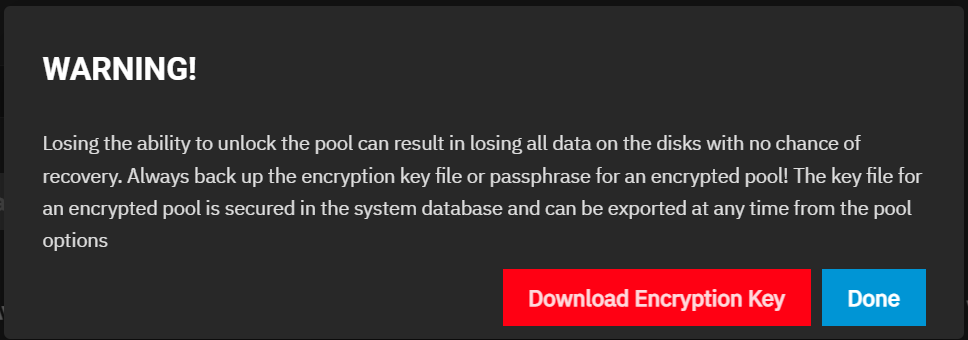 WARNING!
Losing the ability to unlock the pool can result in losing all data on the disks with no chance of
recovery. Always back up the encryption key file or passphrase for an encrypted pool! The key file for
an encrypted pool is secured in the system database and can be exported at any time from the pool
options
Download Encryption Key
Done